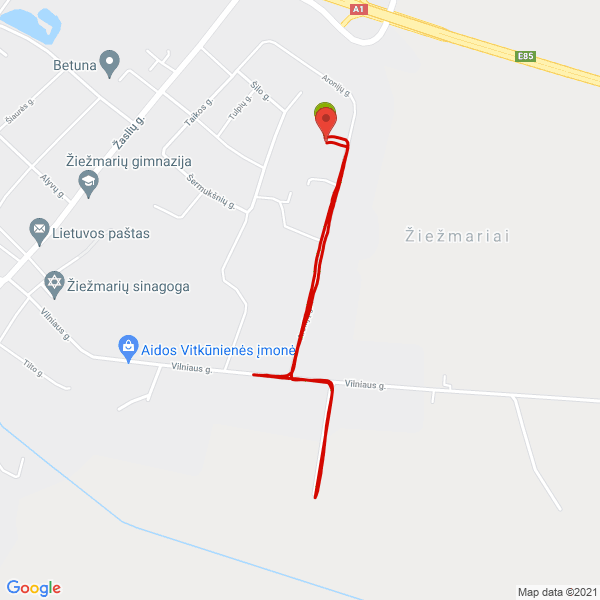 A1
E85
Betuna
Aronijų g.
Šilo g.
Šiaurės g.
Taikos g.
Tulpių g.
Žaslių g.
Žiežmarių gimnazija
Alyvų g.
Šermukšnių g.
Lietuvos paštas
Žiežmariai
Žiežmarių sinagoga
Vilniaus g.
Aidos Vitkūnienės įmonė
Vilniaus g.
Tilto g.
Vilniaus g.
Google
Map data ©2021